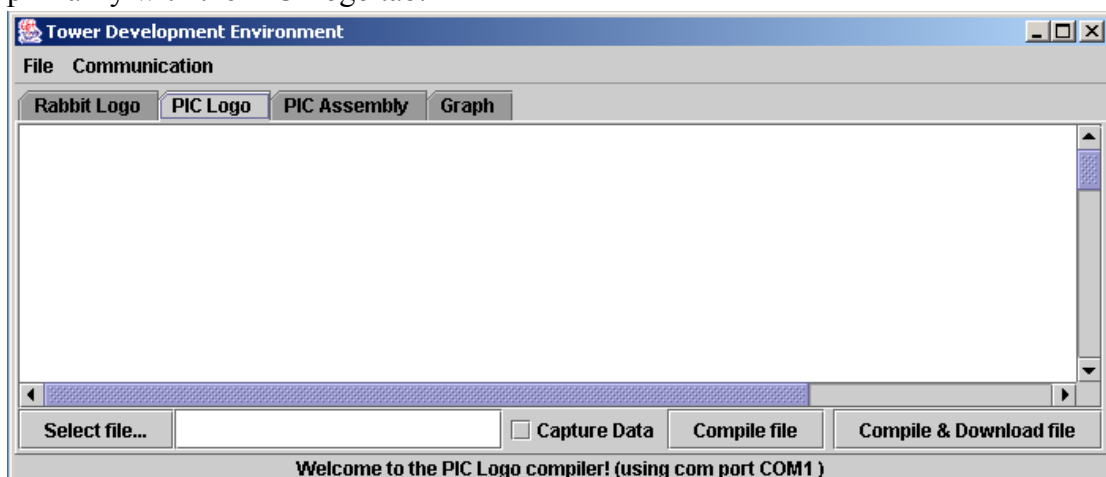 Tower Development Environment
File Communication
Rabbit Logo PIC Logo PIC Assembly Graph
Select file... Capture Data Compile file Compile & Download file
Welcome to the PIC Logo compiler! (using com port COM1 )